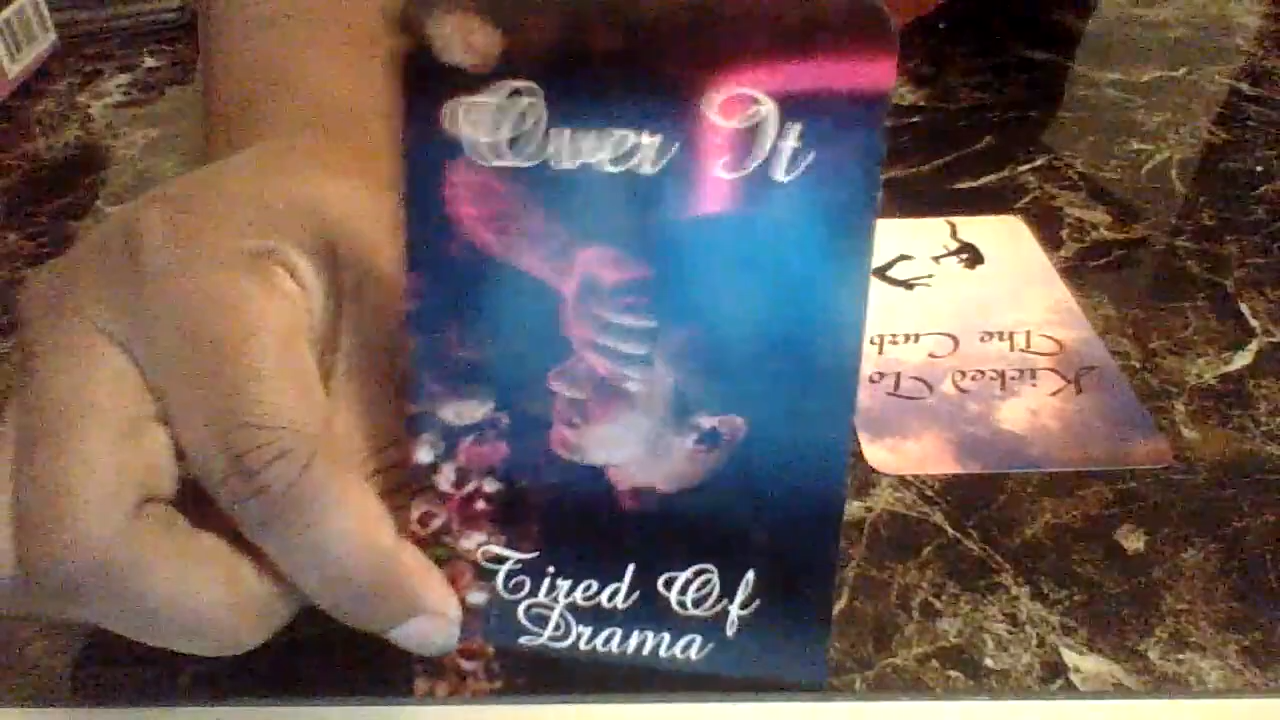 Over It
Tired Of
Drama
Kicked To
The Curb